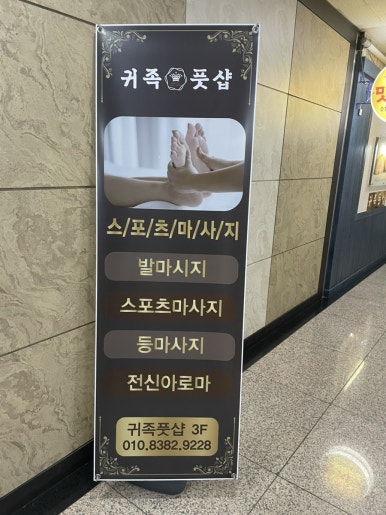 귀족 풋샵
스/포/츠/마/사/지
발마시지
스포츠마사지
등마사지
전신아로마
귀족풋샵 3F
010.8382.9228